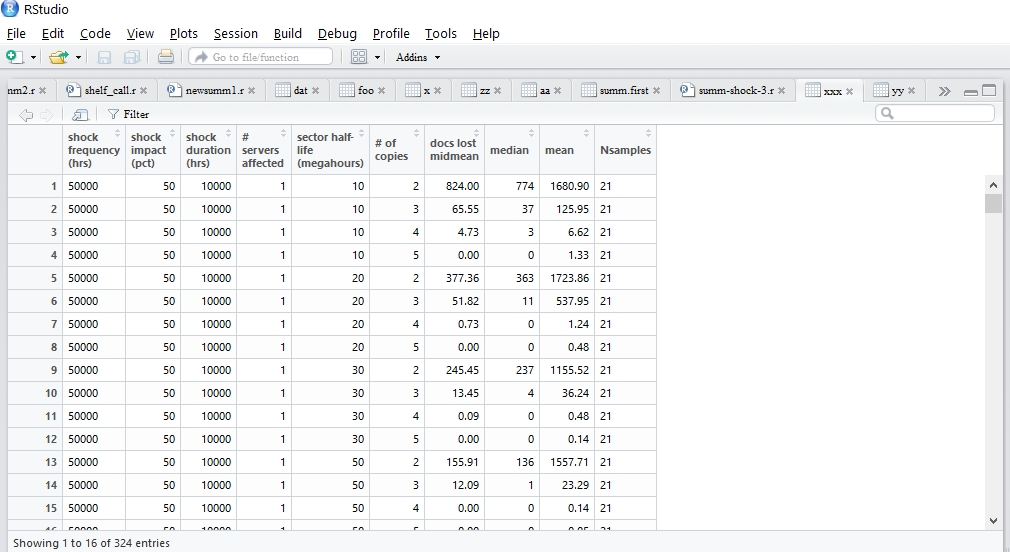 RStudio
File Edit Code View Plots Session Build Debug Profile Tools Help
Go to file/function Addins
nm2.r shelf_call.r newsumm1.r dat foo x zz aa summ.first summ-shock-3.r xxx yy
Filter
shock frequency (hrs) shock impact (pct) shock duration (hrs) # servers affected sector half-life (megahours) # of copies docs lost midmean median mean Nsamples
1 50000 50 10000 1 10 2 824.00 774 1680.90 21
2 50000 50 10000 1 10 3 65.55 37 125.95 21
3 50000 50 10000 1 10 4 4.73 3 6.62 21
4 50000 50 10000 1 10 5 0.00 0 1.33 21
5 50000 50 10000 1 20 2 377.36 363 1723.86 21
6 50000 50 10000 1 20 3 51.82 11 537.95 21
7 50000 50 10000 1 20 4 0.73 0 1.24 21
8 50000 50 10000 1 20 5 0.00 0 0.48 21
9 50000 50 10000 1 30 2 245.45 237 1155.52 21
10 50000 50 10000 1 30 3 13.45 4 36.24 21
11 50000 50 10000 1 30 4 0.09 0 0.48 21
12 50000 50 10000 1 30 5 0.00 0 0.14 21
13 50000 50 10000 1 50 2 155.91 136 1557.71 21
14 50000 50 10000 1 50 3 12.09 1 23.29 21
15 50000 50 10000 1 50 4 0.00 0 0.14 21
Showing 1 to 16 of 324 entries